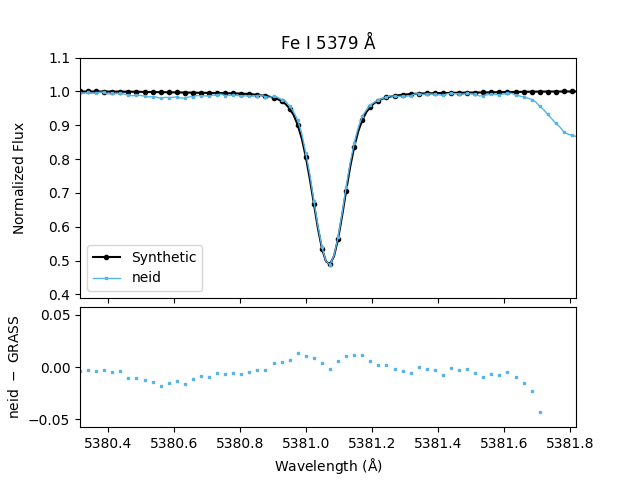 Fe I 5379 Å
1.1
1.0
0.9
0.8
0.7
0.6
0.5
0.4
Normalized Flux
Synthetic
neid
0.05
0.00
−0.05
neid − GRASS
5380.4 5380.6 5380.8 5381.0 5381.2 5381.4 5381.6 5381.8
Wavelength (Å)